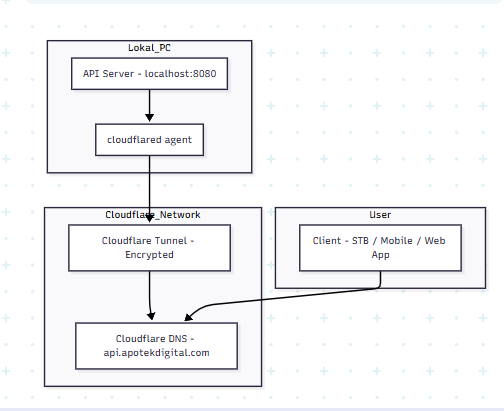 Lokal_PC
API Server - localhost:8080
cloudflared agent
Cloudflare_Network
Cloudflare Tunnel -
Encrypted
User
Client - STB / Mobile / Web
App
Cloudflare DNS -
api.apotekdigital.com